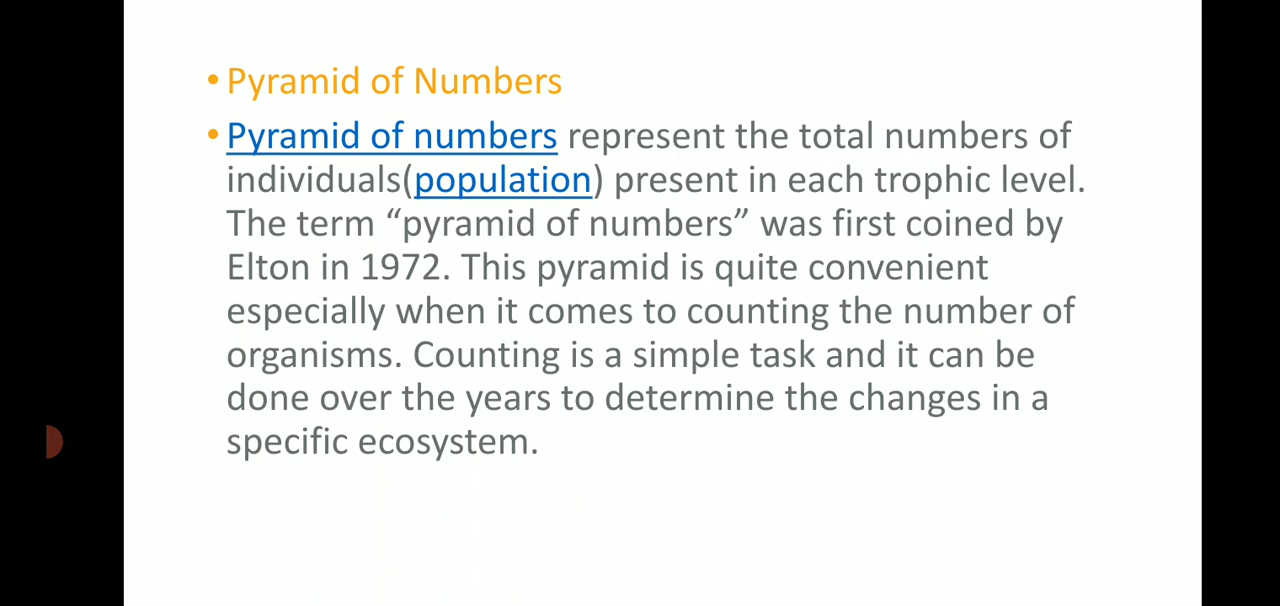 • Pyramid of Numbers
• Pyramid of numbers represent the total numbers of
individuals(population) present in each trophic level.
The term “pyramid of numbers” was first coined by
Elton in 1972. This pyramid is quite convenient
especially when it comes to counting the number of
organisms. Counting is a simple task and it can be
done over the years to determine the changes in a
specific ecosystem.